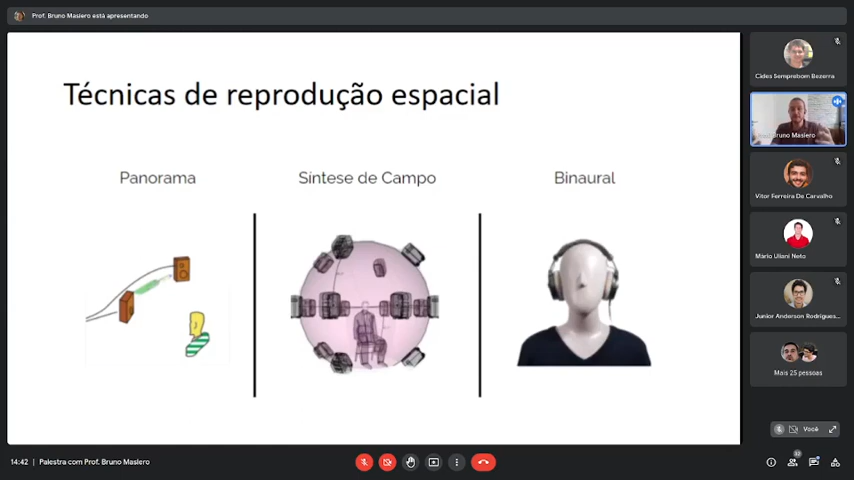 Prof. Bruno Masiero está apresentando
Técnicas de reprodução espacial
Panorama
Síntese de Campo
Binaural
Cides Semprebom Bezerra
Bruno Masiero
Vitor Ferreira De Carvalho
Mário Uliani Neto
Junior Anderson Rodrigues...
Mais 25 pessoas
Você
14:42 | Palestra com Prof. Bruno Masiero